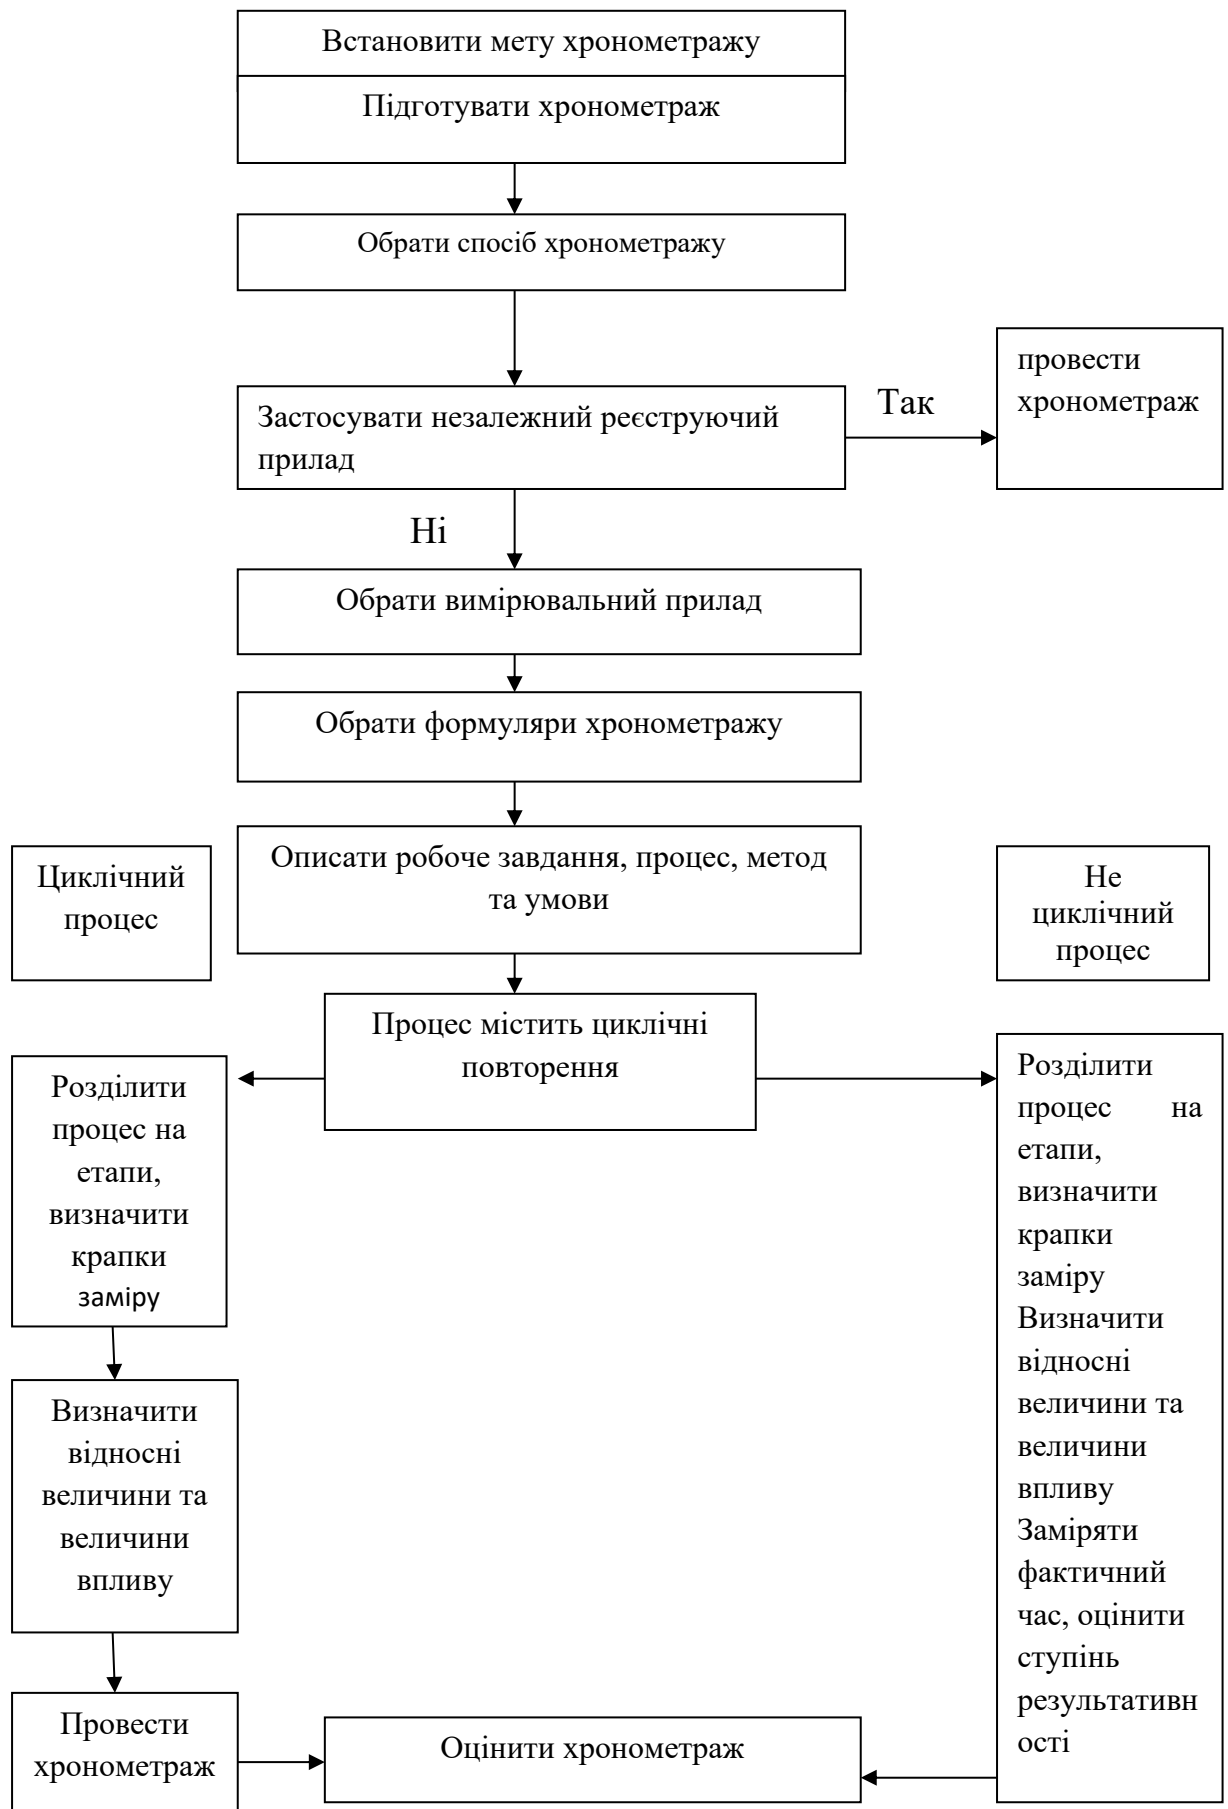 Встановити мету хронометражу
Підготувати хронометраж
Обрати спосіб хронометражу
Застосувати незалежний реєструючий
прилад
Так
провести
хронометраж
Ні
Обрати вимірювальний прилад
Обрати формуляри хронометражу
Описати робоче завдання, процес, метод
та умови
Циклічний
процес
Не
циклічний
процес
Процес містить циклічні
повторення
Розділити
процес на
етапи,
визначити
крапки
заміру
Визначити
відносні
величини та
величини
впливу
Провести
хронометраж
Розділити
процес на
етапи,
визначити
крапки
заміру
Визначити
відносні
величини та
величини
впливу
Заміряти
фактичний
час, оцінити
ступінь
результативн
ості
Оцінити хронометраж